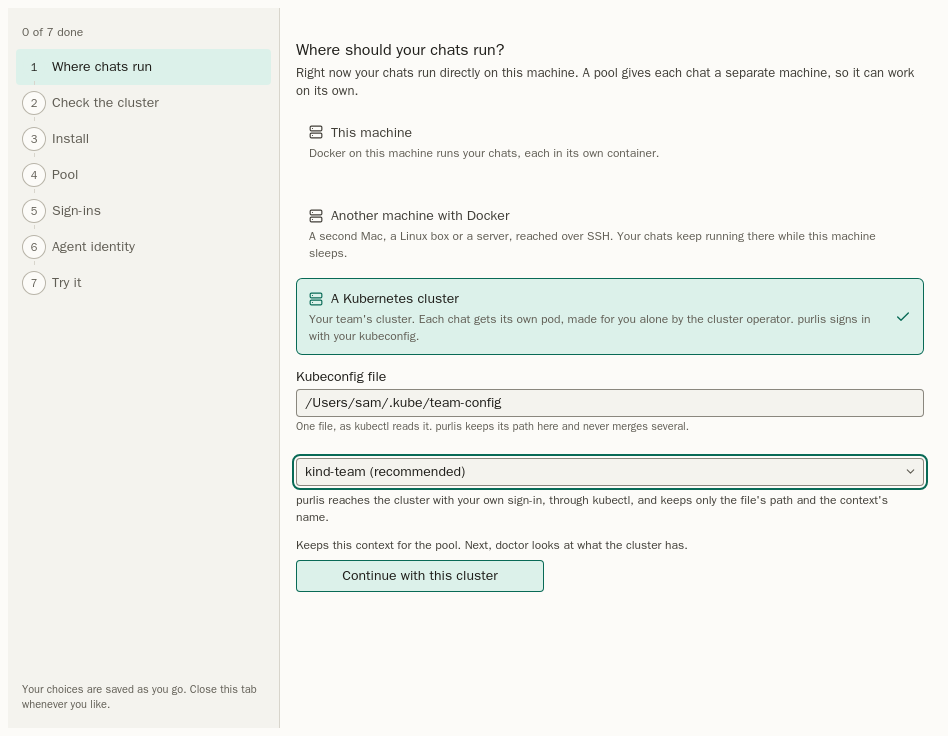 0 of 7 done
1 Where chats run
2 Check the cluster
3 Install
4 Pool
5 Sign-ins
6 Agent identity
7 Try it
Your choices are saved as you go. Close this tab
whenever you like.
Where should your chats run?
Right now your chats run directly on this machine. A pool gives each chat a separate machine, so it can work
on its own.
This machine
Docker on this machine runs your chats, each in its own container.
Another machine with Docker
A second Mac, a Linux box or a server, reached over SSH. Your chats keep running there while this machine
sleeps.
A Kubernetes cluster
Your team's cluster. Each chat gets its own pod, made for you alone by the cluster operator. purlis signs in
with your kubeconfig.
Kubeconfig file
/Users/sam/.kube/team-config
One file, as kubectl reads it. purlis keeps its path here and never merges several.
kind-team (recommended)
purlis reaches the cluster with your own sign-in, through kubectl, and keeps only the file's path and the context's
name.
Keeps this context for the pool. Next, doctor looks at what the cluster has.
Continue with this cluster